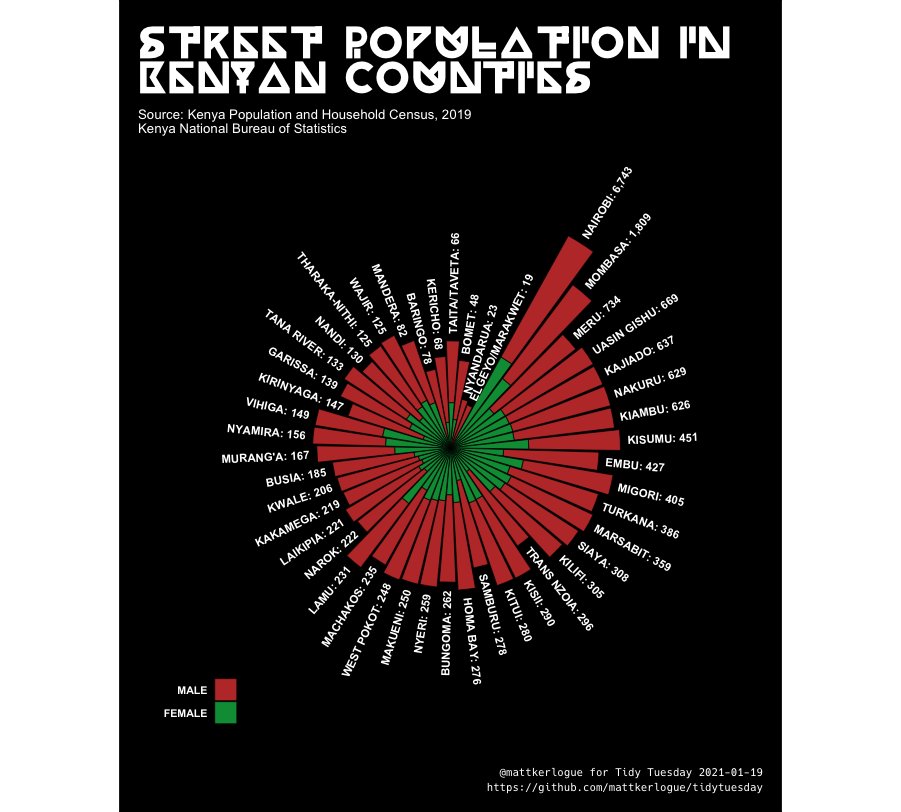 STREET POPULATION IN
KENYAN COUNTIES
Source: Kenya Population and Household Census, 2019
Kenya National Bureau of Statistics
NAIROBI: 6,743
MOMBASA: 1,809
MERU: 734
UASIN GISHU: 669
KAJIADO: 637
NAKURU: 629
KIAMBU: 626
KISUMU: 451
EMBU: 427
MIGORI: 405
TURKANA: 386
MARSABIT: 359
SIAYA: 308
KILIFI: 305
TRANS NZOIA: 296
KISII: 290
KITUI: 280
SAMBURU: 278
HOMA BAY: 276
BUNGOMA: 262
NYERI: 259
MAKUENI: 250
WEST POKOT: 248
MACHAKOS: 235
LAMU: 231
NAROK: 222
LAIKIPIA: 221
KAKAMEGA: 219
KWALE: 206
BUSIA: 185
MURANG'A: 167
NYAMIRA: 156
VIHIGA: 149
KIRINYAGA: 147
GARISSA: 139
TANA RIVER: 133
NANDI: 130
THARAKA-NITHI: 125
WAJIR: 125
MANDERA: 82
BARINGO: 78
KERICHO: 68
TAITA/TAVETA: 66
BOMET: 48
NYANDARUA: 23
ELGEYO/MARAKWET: 19
MALE
FEMALE
@mattkerlogue for Tidy Tuesday 2021-01-19
https://github.com/mattkerlogue/tidytuesday